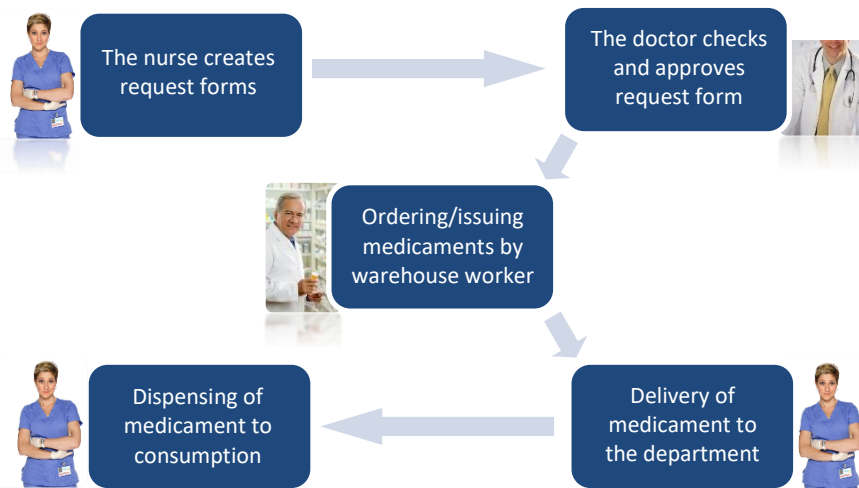 The nurse creates
request forms
The doctor checks
and approves
request form
Ordering/issuing
medicaments by
warehouse worker
Delivery of
medicament to
the department
Dispensing of
medicament to
consumption